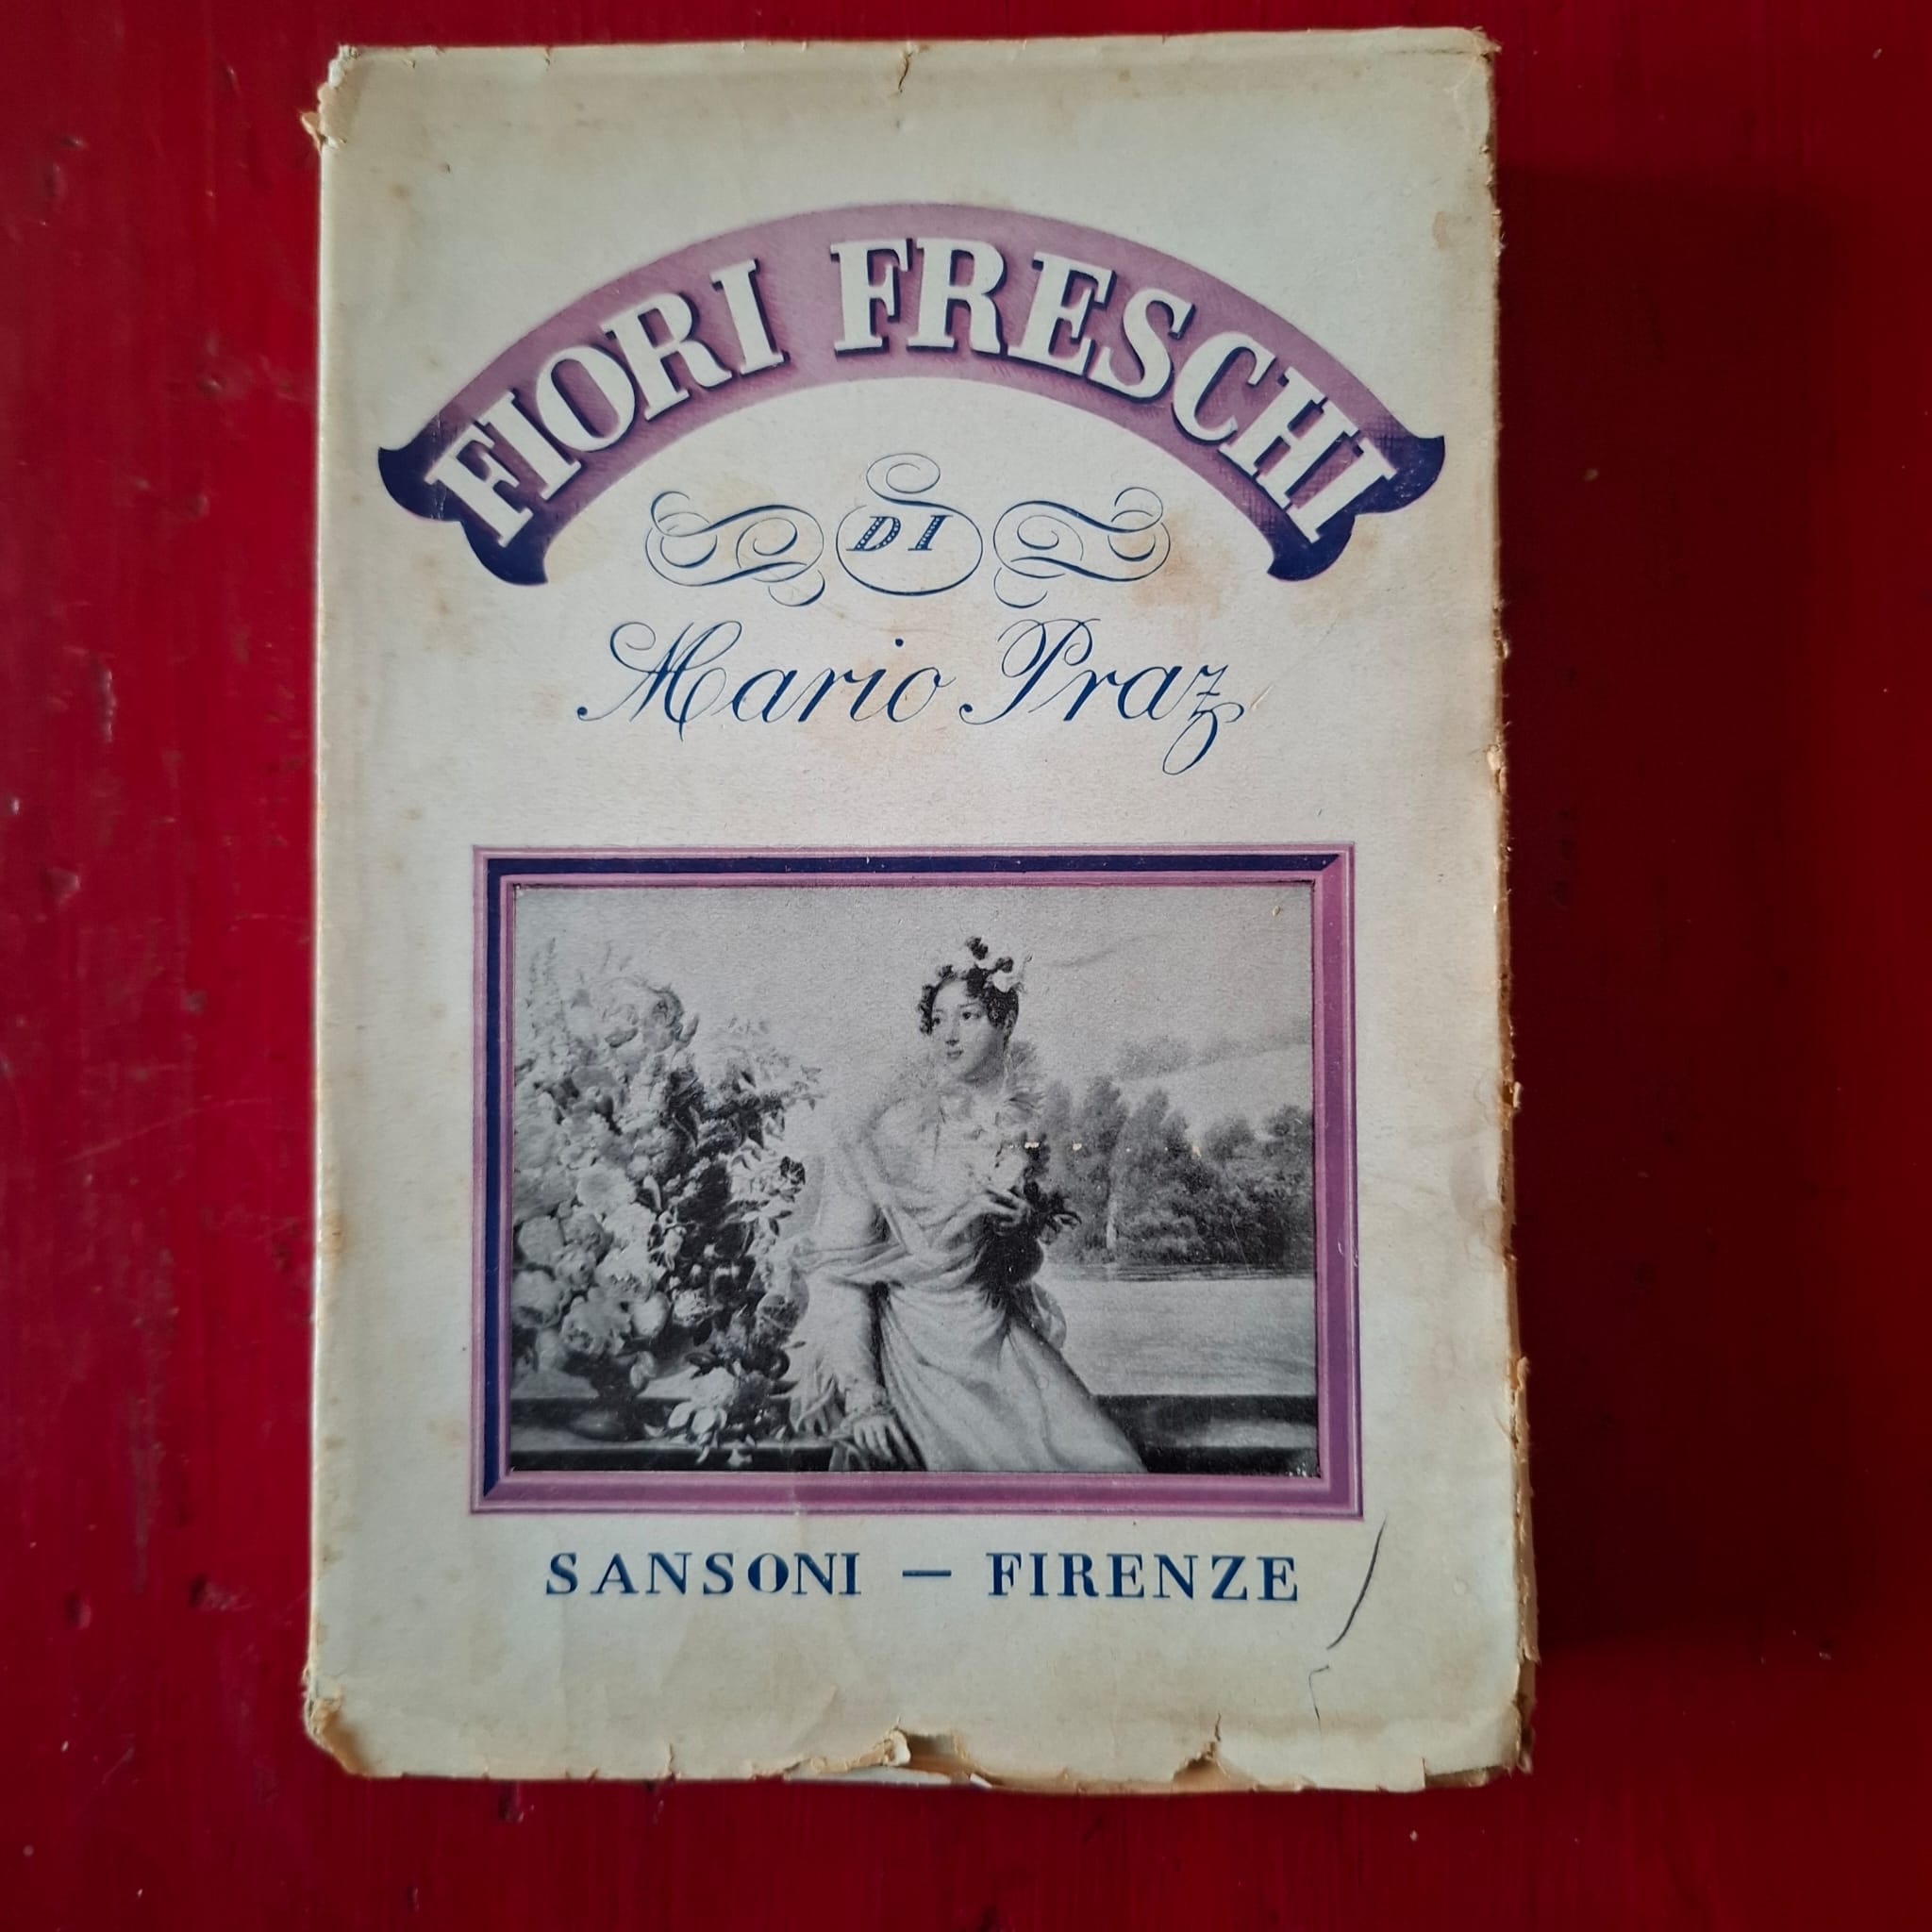 FIORI FRESCHI
DI
Mario Praz
SANSONI — FIRENZE